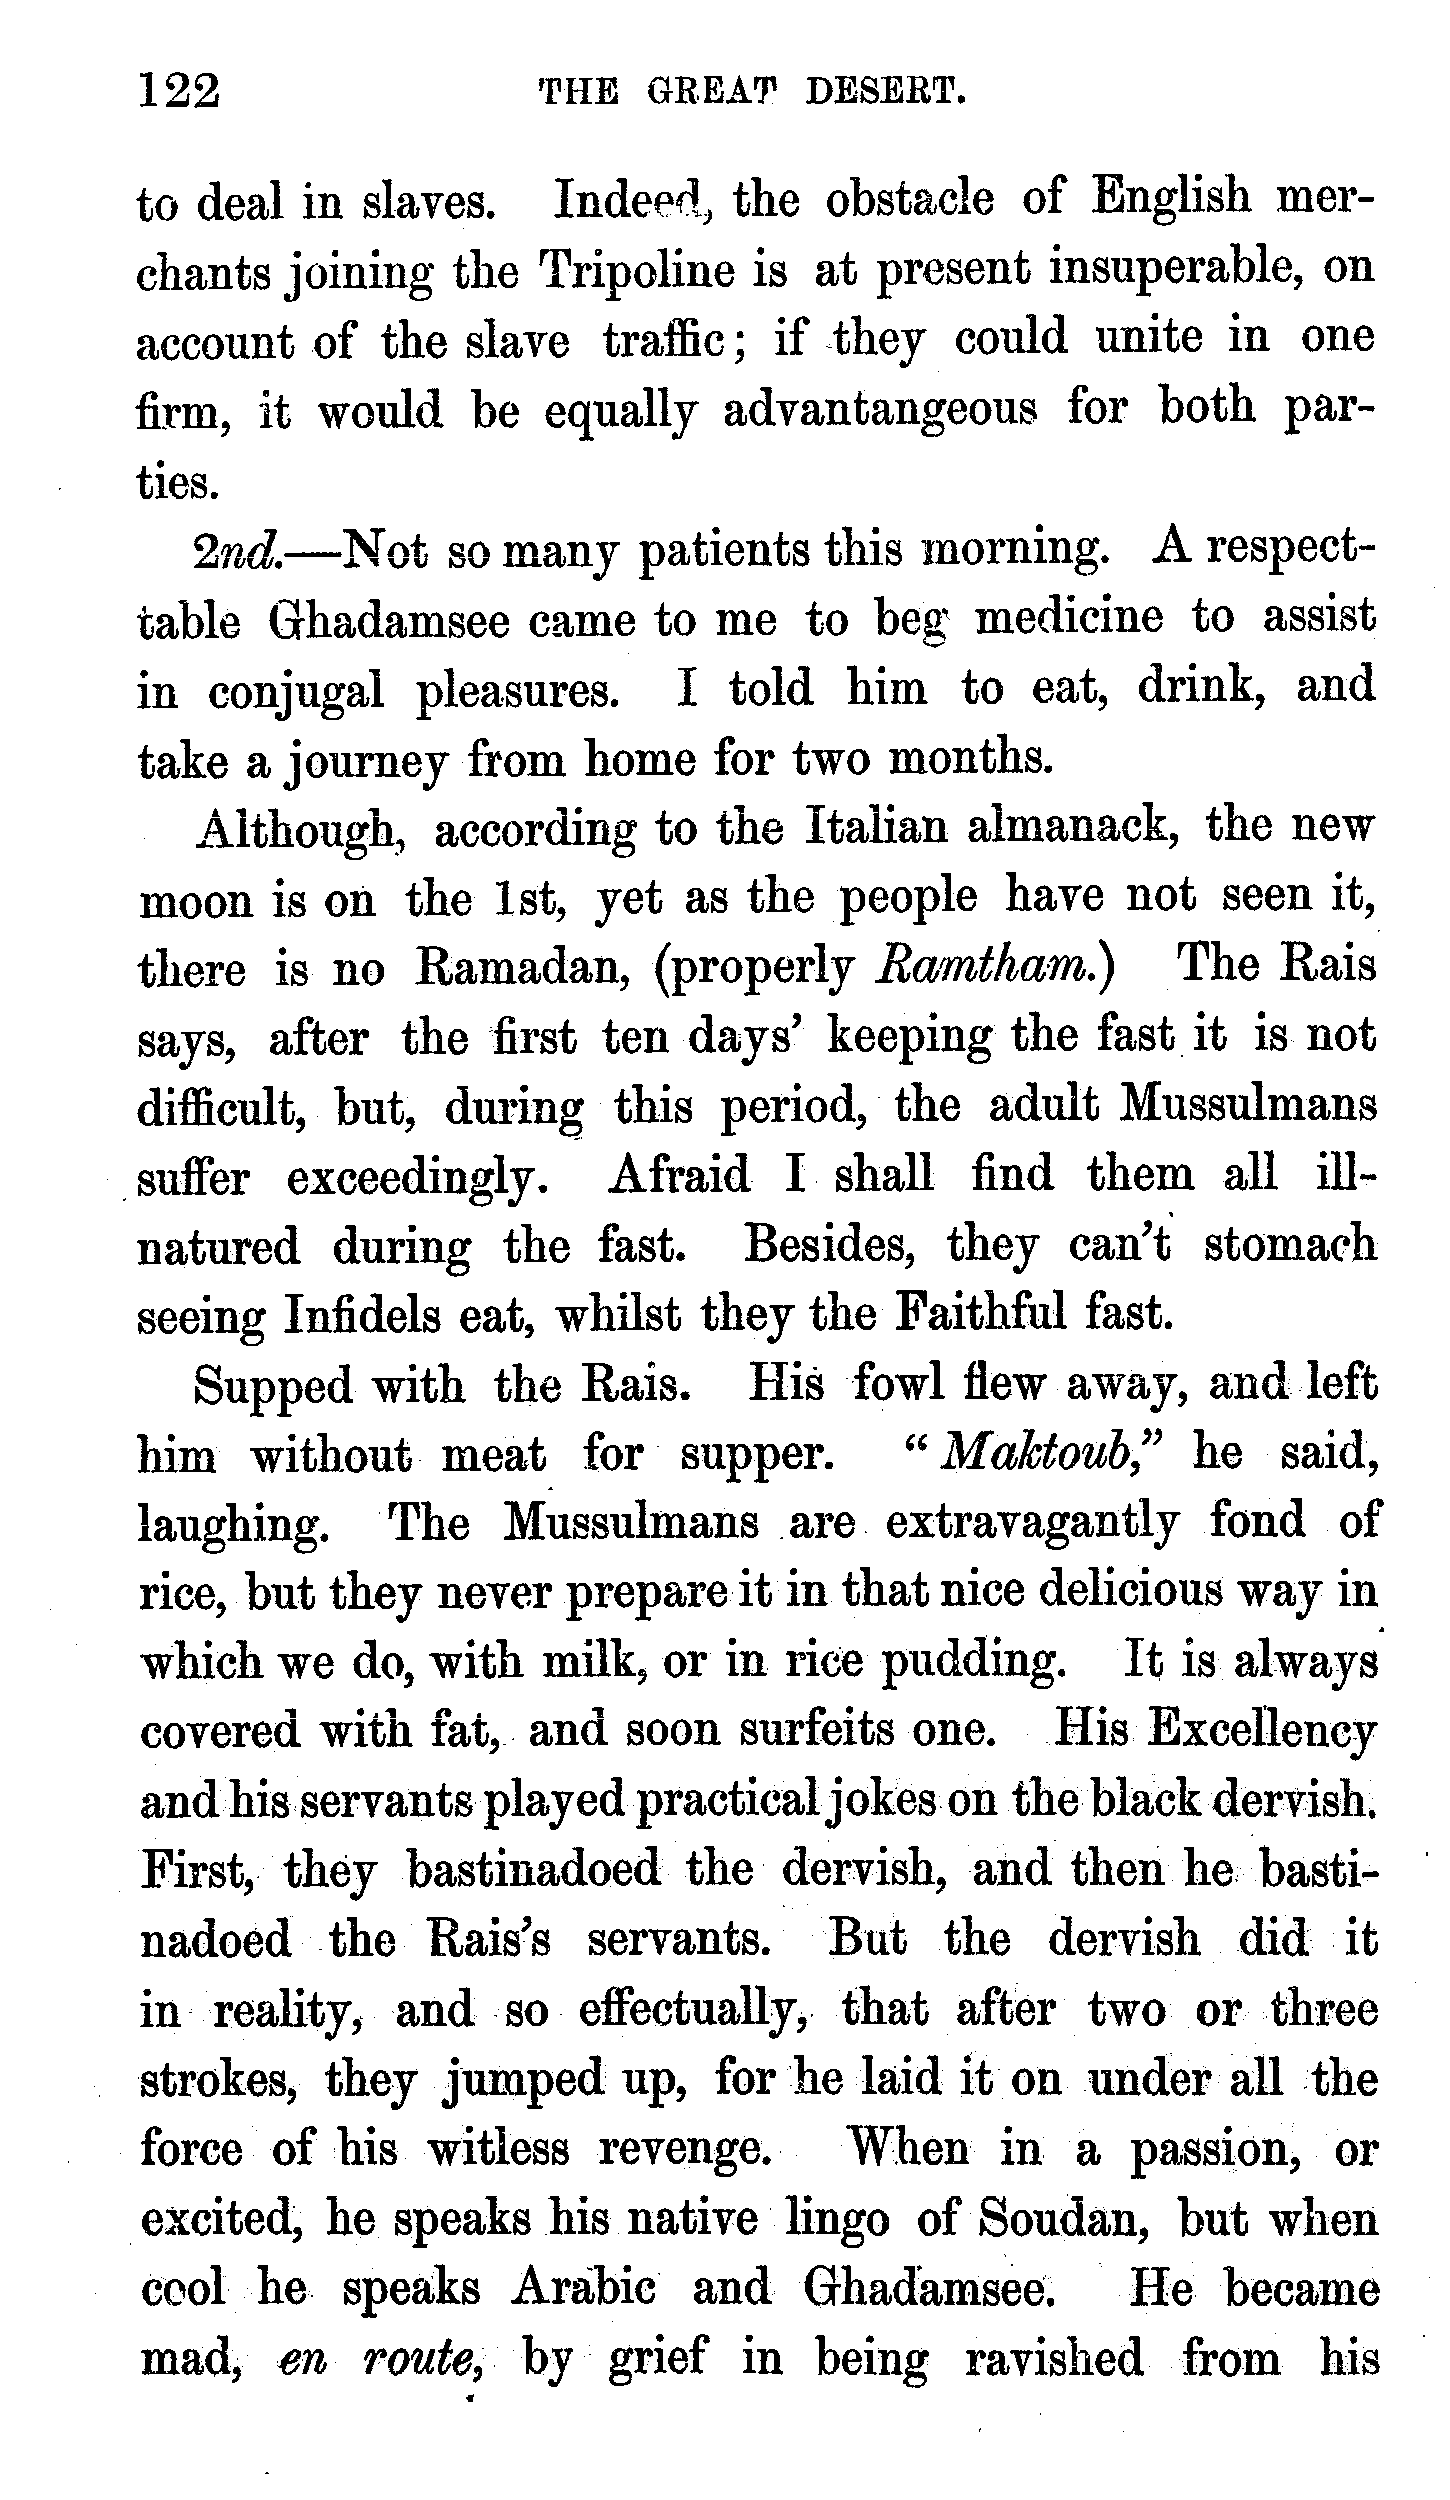 122 THE GREAT DESERT.
to deal in slaves. Indeed, the obstacle of English mer-
chants joining the Tripoline is at present insuperable, on
account of the slave traffic; if they could unite in one
firm, it would be equally advantangeous for both par-
ties.
2nd.—Not so many patients this morning. A respect-
table Ghadamsee came to me to beg medicine to assist
in conjugal pleasures. I told him to eat, drink, and
take a journey from home for two months.
Although, according to the Italian almanack, the new
moon is on the 1st, yet as the people have not seen it,
there is no Ramadan, (properly Ramtham.) The Rais
says, after the first ten days' keeping the fast it is not
difficult, but, during this period, the adult Mussulmans
suffer exceedingly. Afraid I shall find them all ill-
natured during the fast. Besides, they can't stomach
seeing Infidels eat, whilst they the Faithful fast.
Supped with the Rais. His fowl flew away, and left
him without meat for supper. "Maktoub," he said,
laughing. The Mussulmans are extravagantly fond of
rice, but they never prepare it in that nice delicious way in
which we do, with milk, or in rice pudding. It is always
covered with fat, and soon surfeits one. His Excellency
and his servants played practical jokes on the black dervish.
First, they bastinadoed the dervish, and then he basti-
nadoed the Rais's servants. But the dervish did it
in reality, and so effectually, that after two or three
strokes, they jumped up, for he laid it on under all the
force of his witless revenge. When in a passion, or
excited, he speaks his native lingo of Soudan, but when
cool he speaks Arabic and Ghadamsee. He became
mad, en route, by grief in being ravished from his